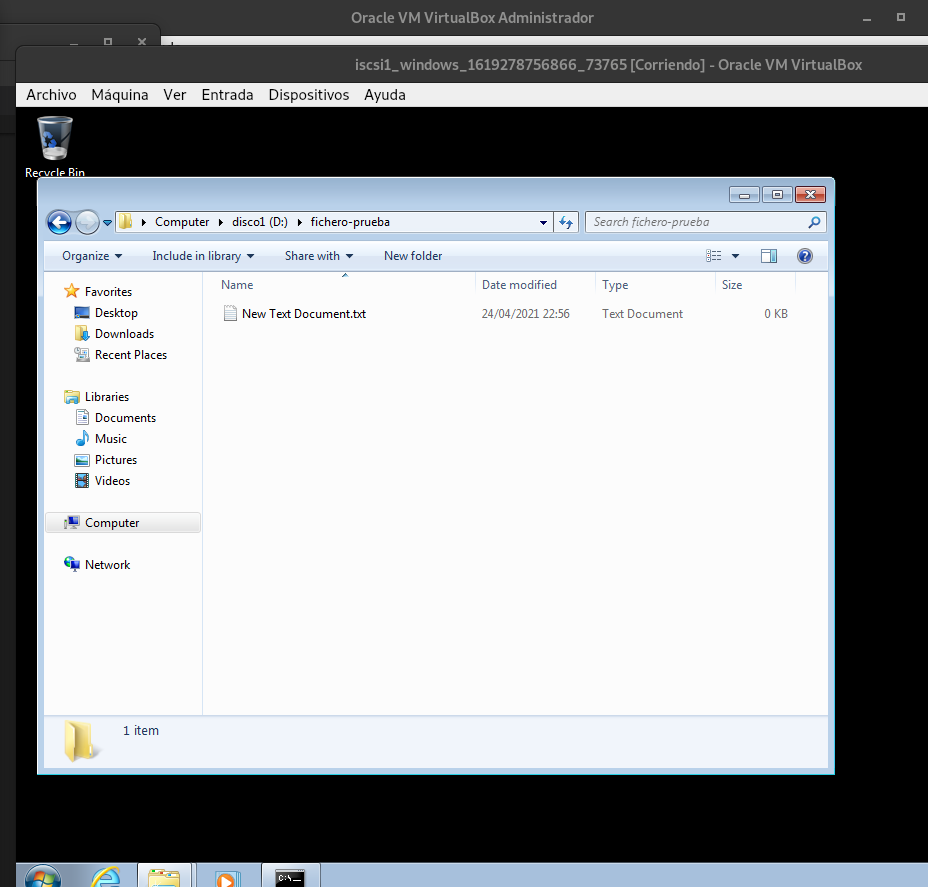 Oracle VM VirtualBox Administrador
iscsi1_windows_1619278756866_73765 [Corriendo] - Oracle VM VirtualBox
Archivo Máquina Ver Entrada Dispositivos Ayuda
Recycle Bin
Computer disco1 (D:) fichero-prueba
Search fichero-prueba
Organize Include in library Share with New folder
Name Date modified Type Size
New Text Document.txt 24/04/2021 22:56 Text Document 0 KB
Favorites
Desktop
Downloads
Recent Places
Libraries
Documents
Music
Pictures
Videos
Computer
Network
1 item
C:\